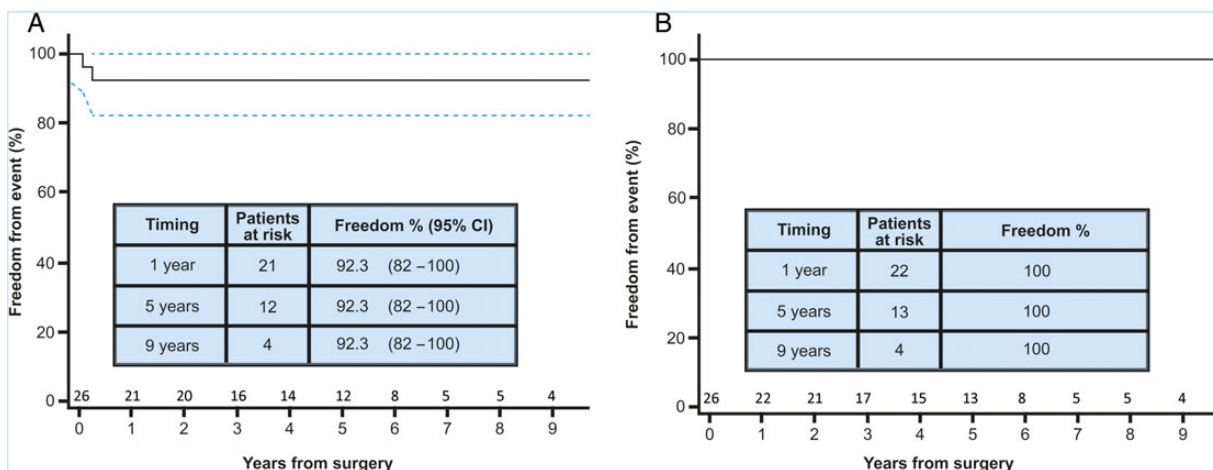 A
Freedom from event (%)
100
80
60
40
20
0
Timing Patients at risk Freedom % (95% CI)
1 year 21 92.3 (82 – 100)
5 years 12 92.3 (82 – 100)
9 years 4 92.3 (82 – 100)
26 21 20 16 14 12 8 5 5 4
0 1 2 3 4 5 6 7 8 9
Years from surgery
B
Freedom from event (%)
100
80
60
40
20
0
Timing Patients at risk Freedom %
1 year 22 100
5 years 13 100
9 years 4 100
26 22 21 17 15 13 8 5 5 4
0 1 2 3 4 5 6 7 8 9
Years from surgery